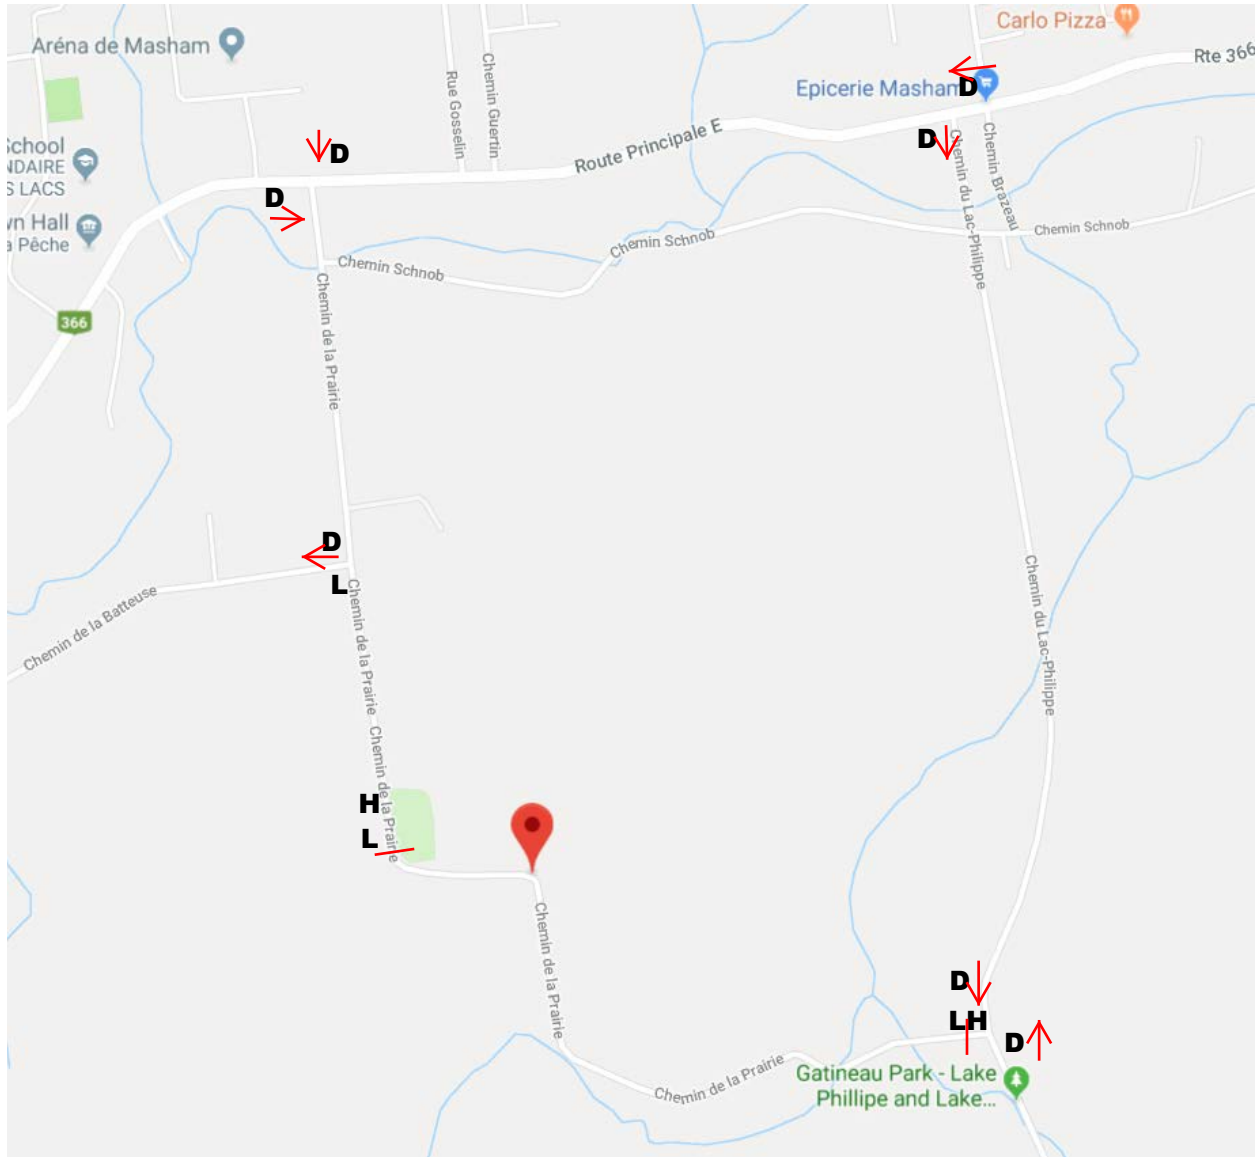 Carlo Pizza
Aréna de Masham
Rte 366
Epicerie Masham
D
Rue Gosselin
Chemin Guertin
Route Principale E
D
Chemin du Lac-Philippe
Chemin Brazeau
School
NDAIRE
S LACS
D
D
wn Hall
a Pêche
Chemin Schnob
Chemin Schnob
Chemin Schnob
366
Chemin de la Prairie
D
L
Chemin de la Batteuse
Chemin de la Prairie
Chemin du Lac-Philippe
Chemin de la Prairie
H
L
Chemin de la Prairie
D
LH
D
Chemin de la Prairie
Gatineau Park - Lake
Phillipe and Lake...